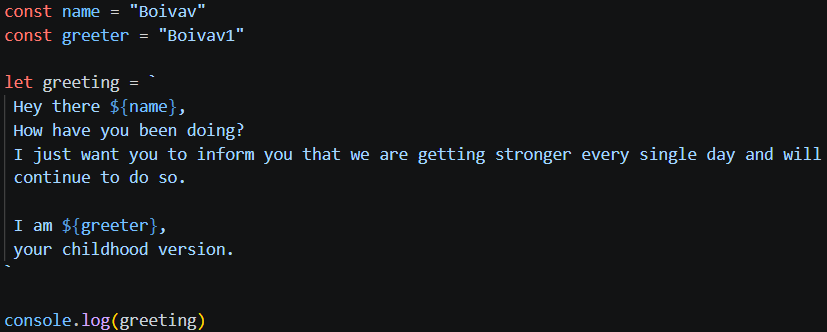 const name = "Boivav"
const greeter = "Boivav1"

let greeting = `
 Hey there ${name},
 How have you been doing?
 I just want you to inform you that we are getting stronger every single day and will
 continue to do so.

 I am ${greeter},
 your childhood version.
`

console.log(greeting)